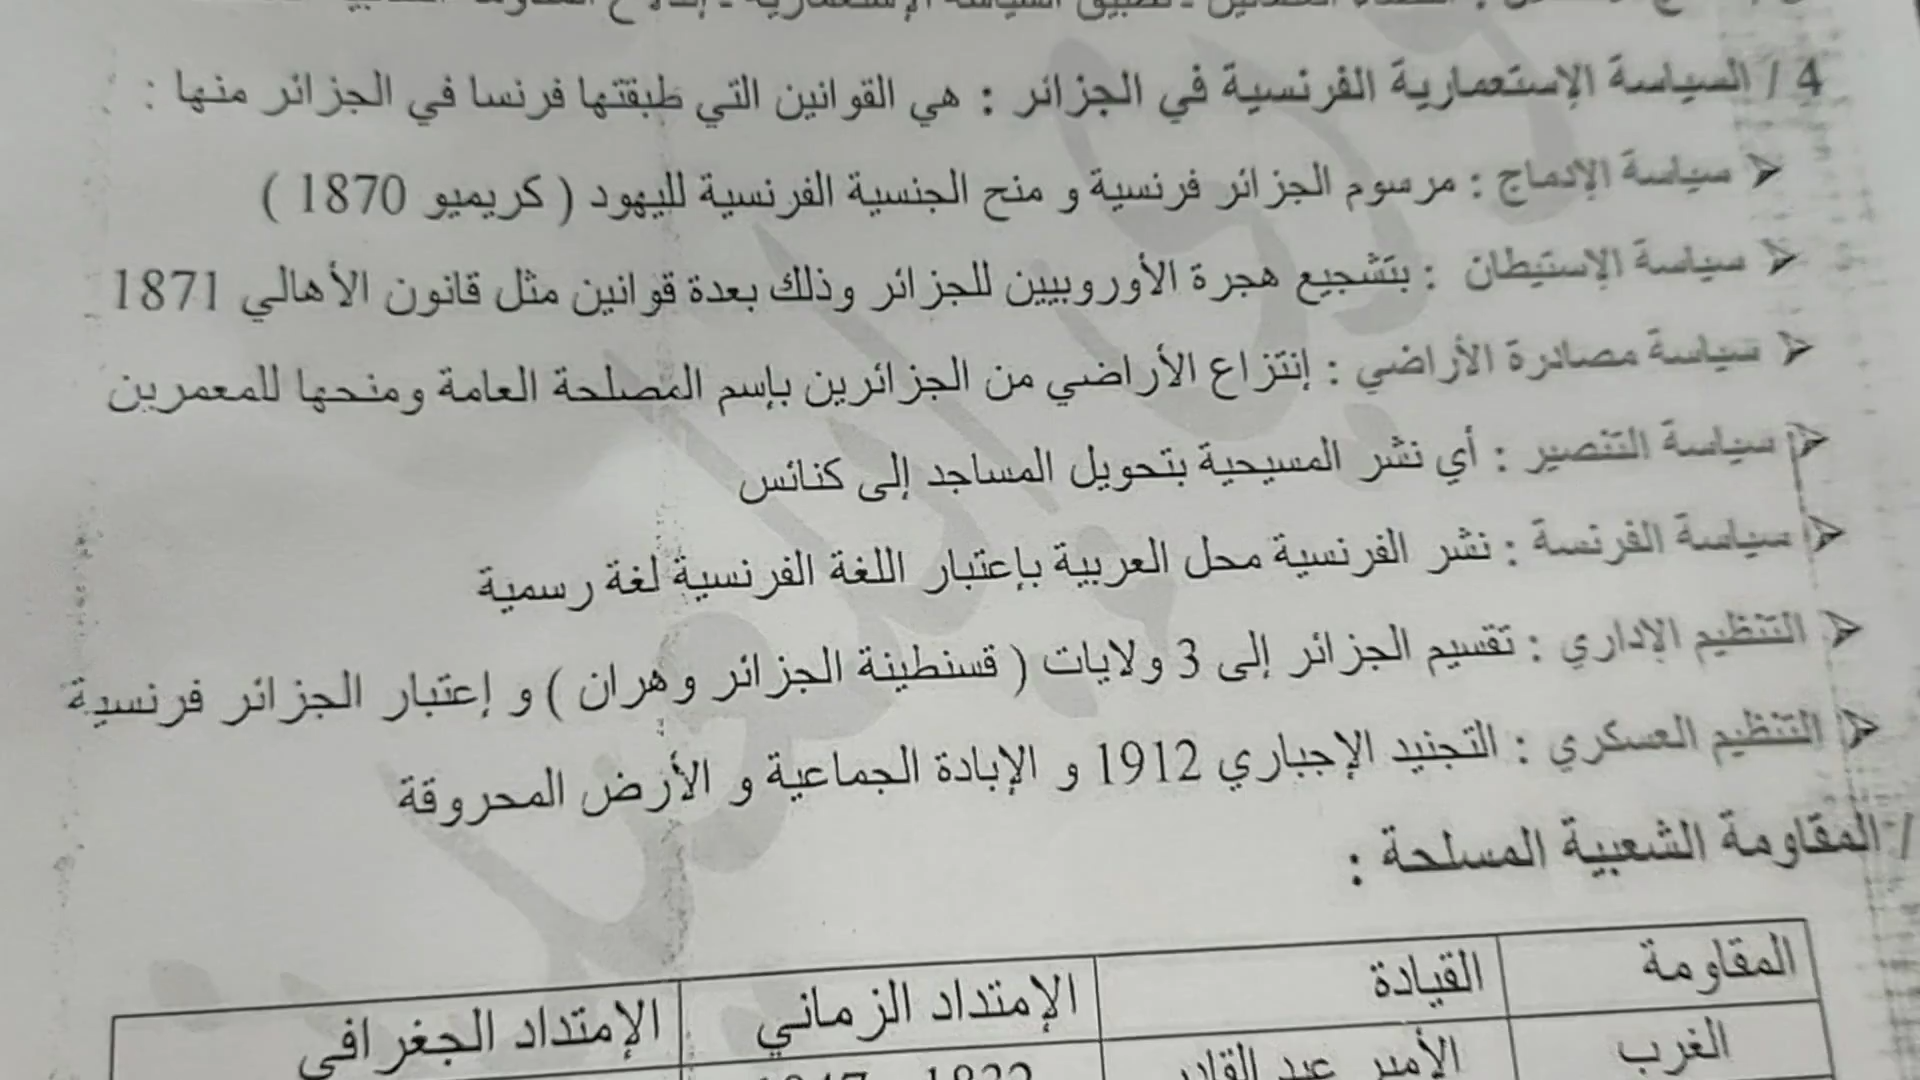 4 / السياسة الإستعمارية الفرنسية في الجزائر : هي القوانين التي طبقتها فرنسا في الجزائر منها :
سياسة الإدماج : مرسوم الجزائر فرنسية و منح الجنسية الفرنسية لليهود ( كريميو 1870 )
سياسة الإستيطان : بتشجيع هجرة الأوروبيين للجزائر وذلك بعدة قوانين مثل قانون الأهالي 1871
سياسة مصادرة الأراضي : إنتزاع الأراضي من الجزائرين بإسم المصلحة العامة ومنحها للمعمرين
سياسة التنصير : أي نشر المسيحية بتحويل المساجد إلى كنائس
سياسة الفرنسة : نشر الفرنسية محل العربية بإعتبار اللغة الفرنسية لغة رسمية
التنظيم الإداري : تقسيم الجزائر إلى 3 ولايات ( قسنطينة الجزائر وهران ) و إعتبار الجزائر فرنسية
التنظيم العسكري : التجنيد الإجباري 1912 و الإبادة الجماعية و الأرض المحروقة
/ المقاومة الشعبية المسلحة :
المقاومة القيادة الإمتداد الزماني الإمتداد الجغرافي
الغرب الأمير عبد القادر